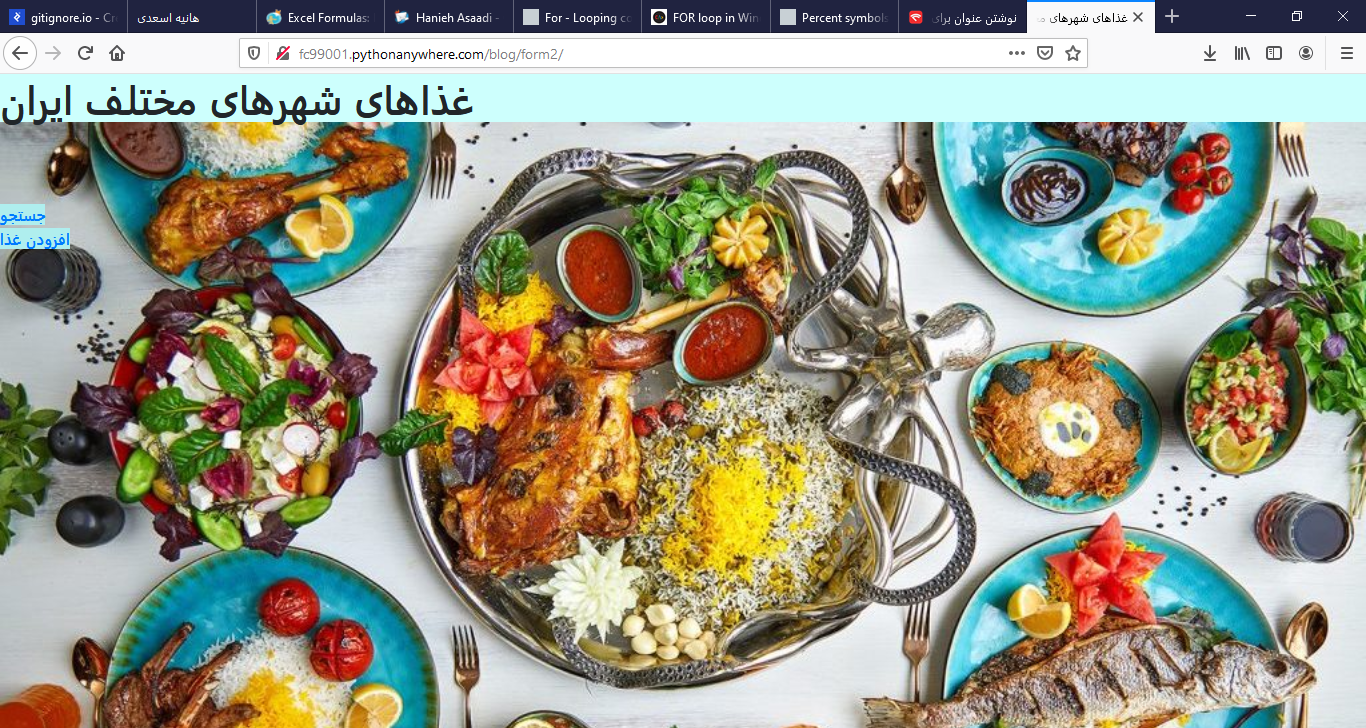 gitignore.io - Cr
هانیه اسعدی
Excel Formulas:
Hanieh Asaadi -
For - Looping co
FOR loop in Win
Percent symbols
نوشتن عنوان برای
غذاهای شهرهای مخ
fc99001.pythonanywhere.com/blog/form2/
غذاهای شهرهای مختلف ایران
جستجو
افزودن غذا